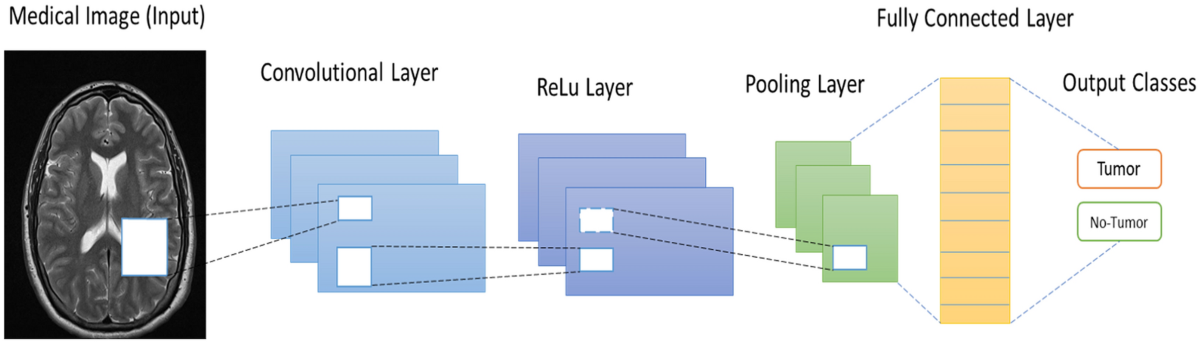 Medical Image (Input)
Convolutional Layer
ReLu Layer
Pooling Layer
Fully Connected Layer
Output Classes
Tumor
No-Tumor